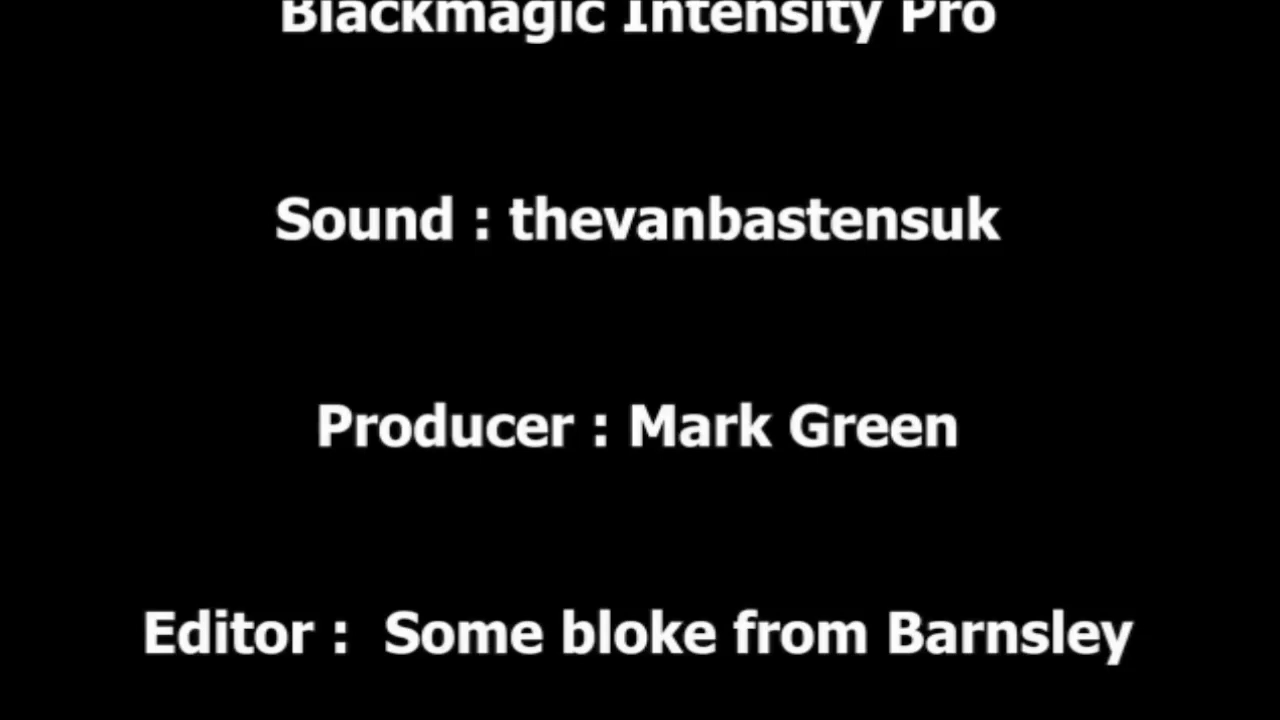 Blackmagic Intensity Pro
Sound : thevanbastensuk
Producer : Mark Green
Editor :  Some bloke from Barnsley